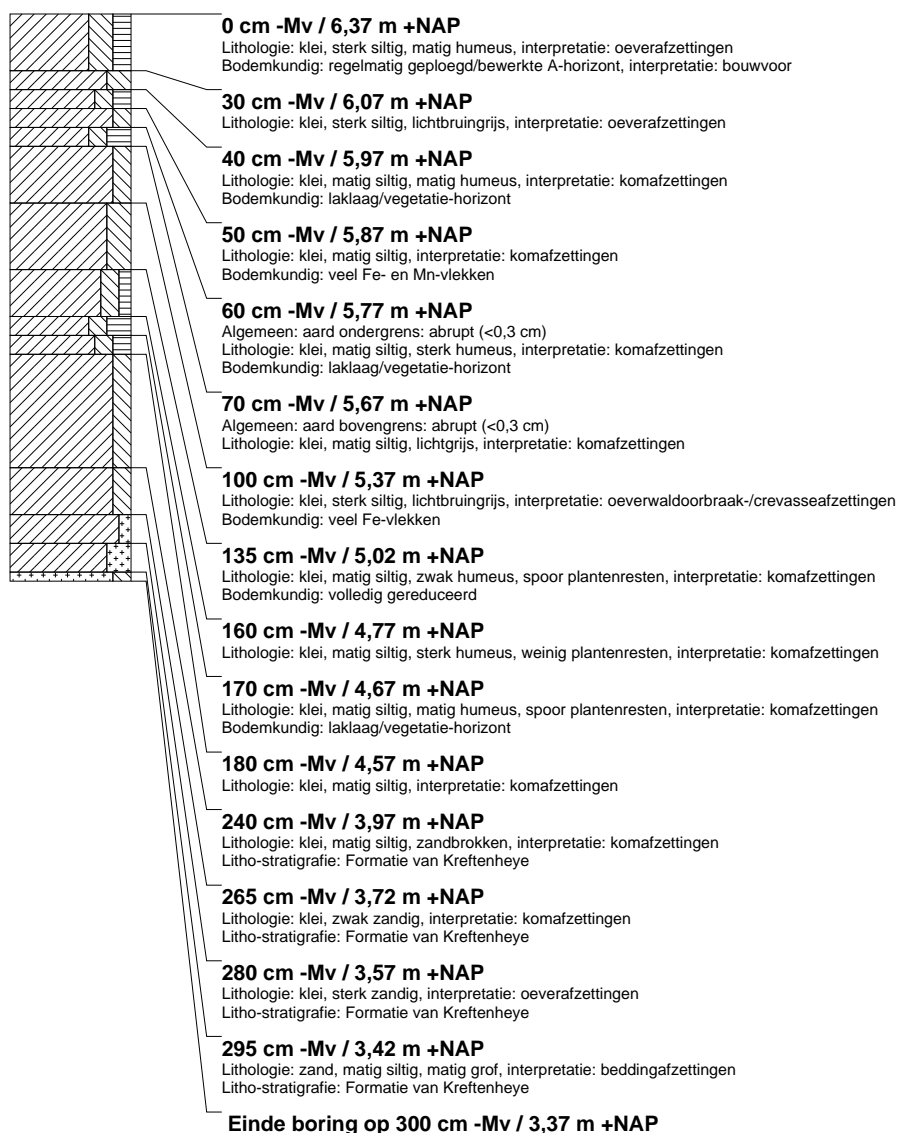 0 cm -Mv / 6,37 m +NAP
Lithologie: klei, sterk siltig, matig humeus, interpretatie: oeverafzettingen
Bodemkundig: regelmatig geploegd/bewerkte A-horizont, interpretatie: bouwvoor
30 cm -Mv / 6,07 m +NAP
Lithologie: klei, sterk siltig, lichtbruingrijs, interpretatie: oeverafzettingen
40 cm -Mv / 5,97 m +NAP
Lithologie: klei, matig siltig, matig humeus, interpretatie: komafzettingen
Bodemkundig: laklaag/vegetatie-horizont
50 cm -Mv / 5,87 m +NAP
Lithologie: klei, matig siltig, interpretatie: komafzettingen
Bodemkundig: veel Fe- en Mn-vlekken
60 cm -Mv / 5,77 m +NAP
Algemeen: aard ondergrens: abrupt (<0,3 cm)
Lithologie: klei, matig siltig, sterk humeus, interpretatie: komafzettingen
Bodemkundig: laklaag/vegetatie-horizont
70 cm -Mv / 5,67 m +NAP
Algemeen: aard bovengrens: abrupt (<0,3 cm)
Lithologie: klei, matig siltig, lichtgrijs, interpretatie: komafzettingen
100 cm -Mv / 5,37 m +NAP
Lithologie: klei, sterk siltig, lichtbruingrijs, interpretatie: oeverwaldoorbraak-/crevasseafzettingen
Bodemkundig: veel Fe-vlekken
135 cm -Mv / 5,02 m +NAP
Lithologie: klei, matig siltig, zwak humeus, spoor plantenresten, interpretatie: komafzettingen
Bodemkundig: volledig gereduceerd
160 cm -Mv / 4,77 m +NAP
Lithologie: klei, matig siltig, sterk humeus, weinig plantenresten, interpretatie: komafzettingen
170 cm -Mv / 4,67 m +NAP
Lithologie: klei, matig siltig, matig humeus, spoor plantenresten, interpretatie: komafzettingen
Bodemkundig: laklaag/vegetatie-horizont
180 cm -Mv / 4,57 m +NAP
Lithologie: klei, matig siltig, interpretatie: komafzettingen
240 cm -Mv / 3,97 m +NAP
Lithologie: klei, matig siltig, zandbrokken, interpretatie: komafzettingen
Litho-stratigrafie: Formatie van Kreftenheye
265 cm -Mv / 3,72 m +NAP
Lithologie: klei, zwak zandig, interpretatie: komafzettingen
Litho-stratigrafie: Formatie van Kreftenheye
280 cm -Mv / 3,57 m +NAP
Lithologie: klei, sterk zandig, interpretatie: oeverafzettingen
Litho-stratigrafie: Formatie van Kreftenheye
295 cm -Mv / 3,42 m +NAP
Lithologie: zand, matig siltig, matig grof, interpretatie: beddingafzettingen
Litho-stratigrafie: Formatie van Kreftenheye
Einde boring op 300 cm -Mv / 3,37 m +NAP